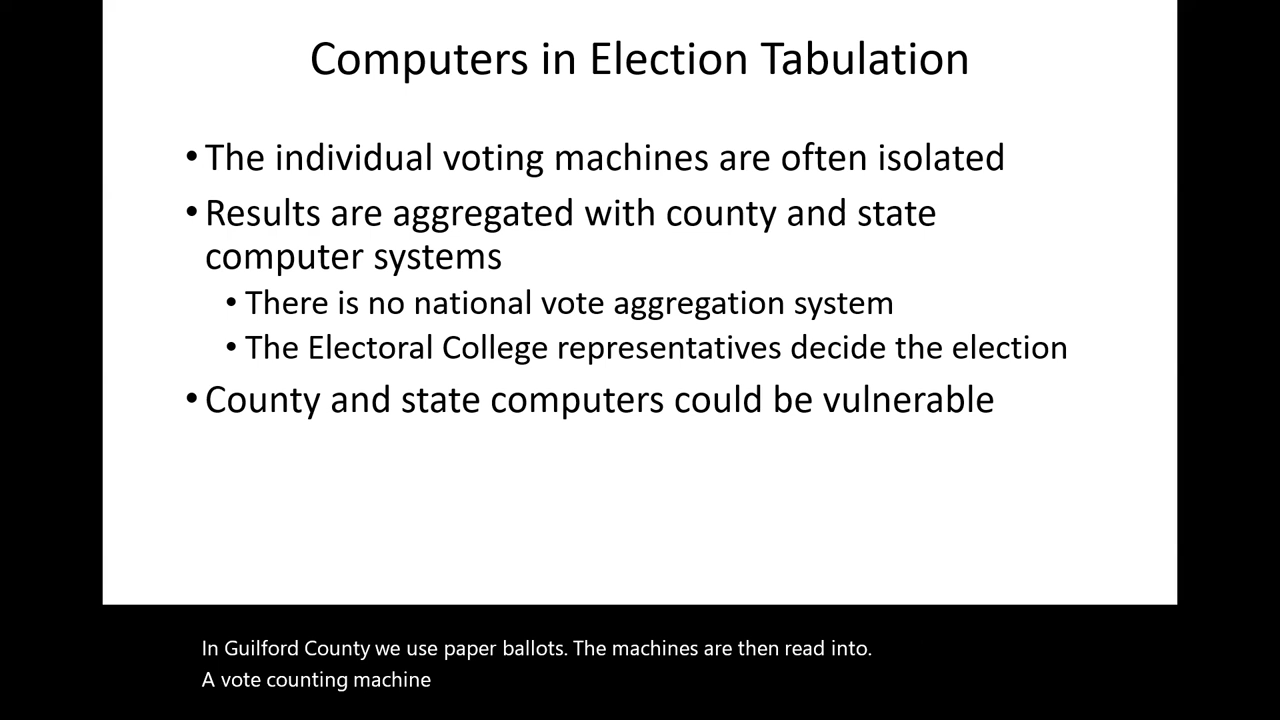 Computers in Election Tabulation
• The individual voting machines are often isolated
• Results are aggregated with county and state
computer systems
• There is no national vote aggregation system
• The Electoral College representatives decide the election
• County and state computers could be vulnerable
In Guilford County we use paper ballots. The machines are then read into.
A vote counting machine